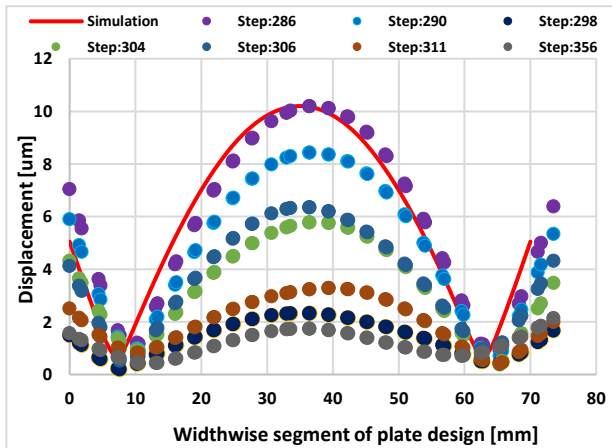 Simulation Step:286 Step:290 Step:298
Step:304 Step:306 Step:311 Step:356
12
10
8
6
4
2
0
Displacement [um]
0 10 20 30 40 50 60 70 80
Widthwise segment of plate design [mm]